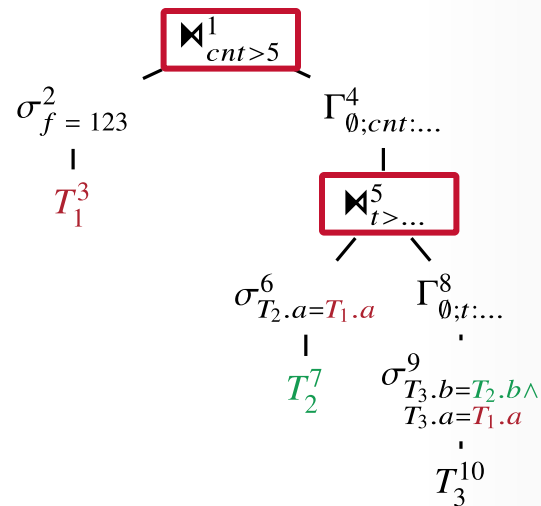 ⧑¹cnt>5
σ²f = 123
Γ⁴∅;cnt:...
T₁³
⧑⁵t>...
σ⁶T₂.a=T₁.a
Γ⁸∅;t:...
T₂⁷
σ⁹T₃.b=T₂.b∧
T₃.a=T₁.a
T₃¹⁰